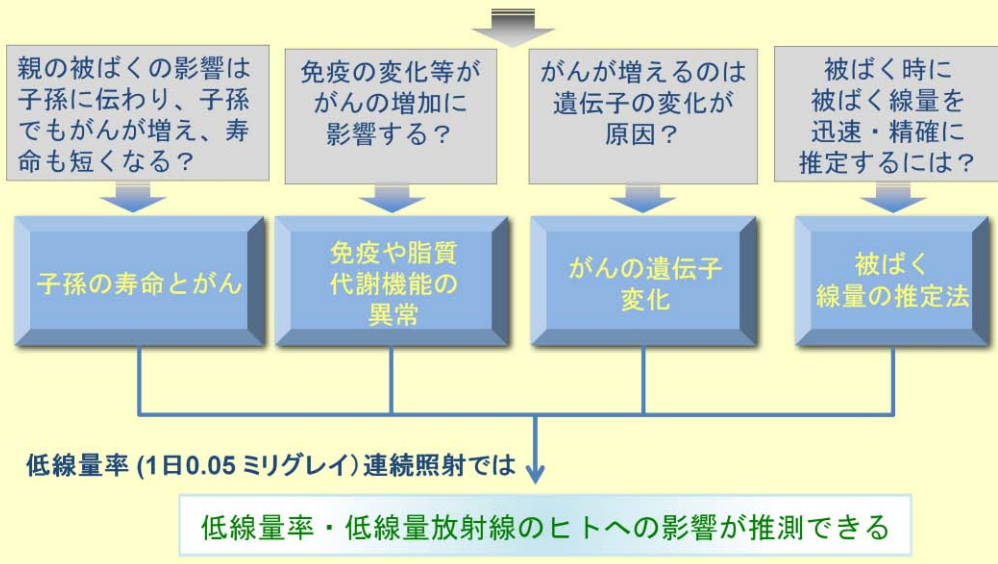 親の被ばくの影響は
子孫に伝わり、子孫
でもがんが増え、寿
命も短くなる？
免疫の変化等が
がんの増加に
影響する？
がんが増えるのは
遺伝子の変化が
原因？
被ばく時に
被ばく線量を
迅速・精確に
推定するには？
子孫の寿命とがん
免疫や脂質
代謝機能の
異常
がんの遺伝子
変化
被ばく
線量の推定法
低線量率 (1日0.05 ミリグレイ）連続照射では
低線量率・低線量放射線のヒトへの影響が推測できる